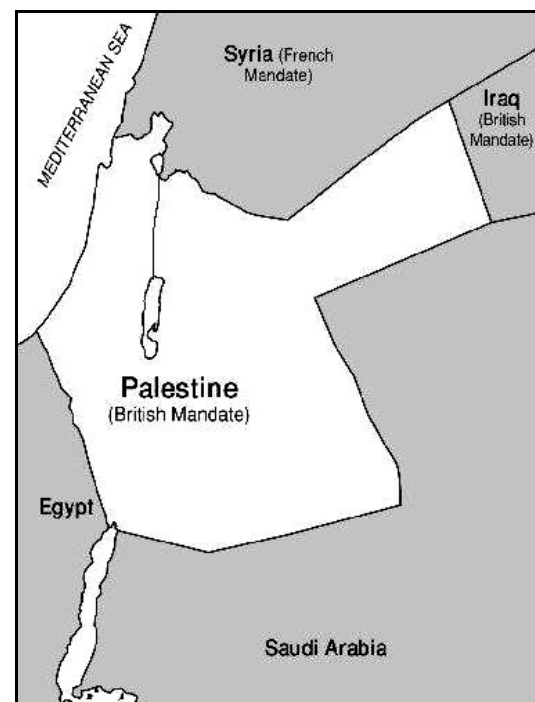 MEDITERRANEAN SEA
Syria (French
Mandate)
Iraq
(British
Mandate)
Palestine
(British Mandate)
Egypt
Saudi Arabia